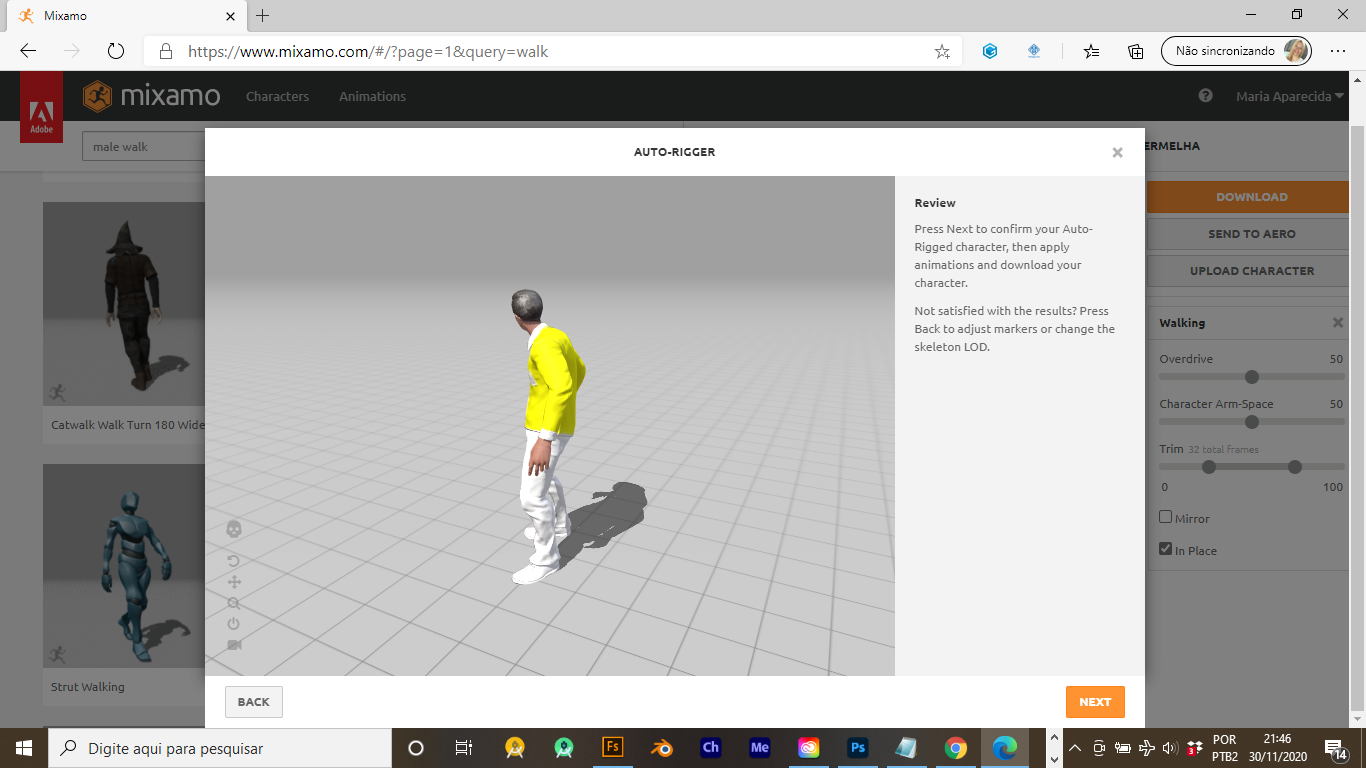 Mixamo
https://www.mixamo.com/#/?page=1&query=walk
Não sincronizando
Adobe
mixamo
Characters
Animations
Maria Aparecida
male walk
AUTO-RIGGER
ERMELHA
DOWNLOAD
SEND TO AERO
UPLOAD CHARACTER
Review
Press Next to confirm your Auto-
Rigged character, then apply
animations and download your
character.
Not satisfied with the results? Press
Back to adjust markers or change the
skeleton LOD.
Walking
Overdrive 50
Character Arm-Space 50
Trim 32 total frames
0 100
Mirror
In Place
Catwalk Walk Turn 180 Wide
Strut Walking
BACK
NEXT
Digite aqui para pesquisar
Fs
Ch
Me
Ps
3
POR
PTB2
21:46
30/11/2020
14